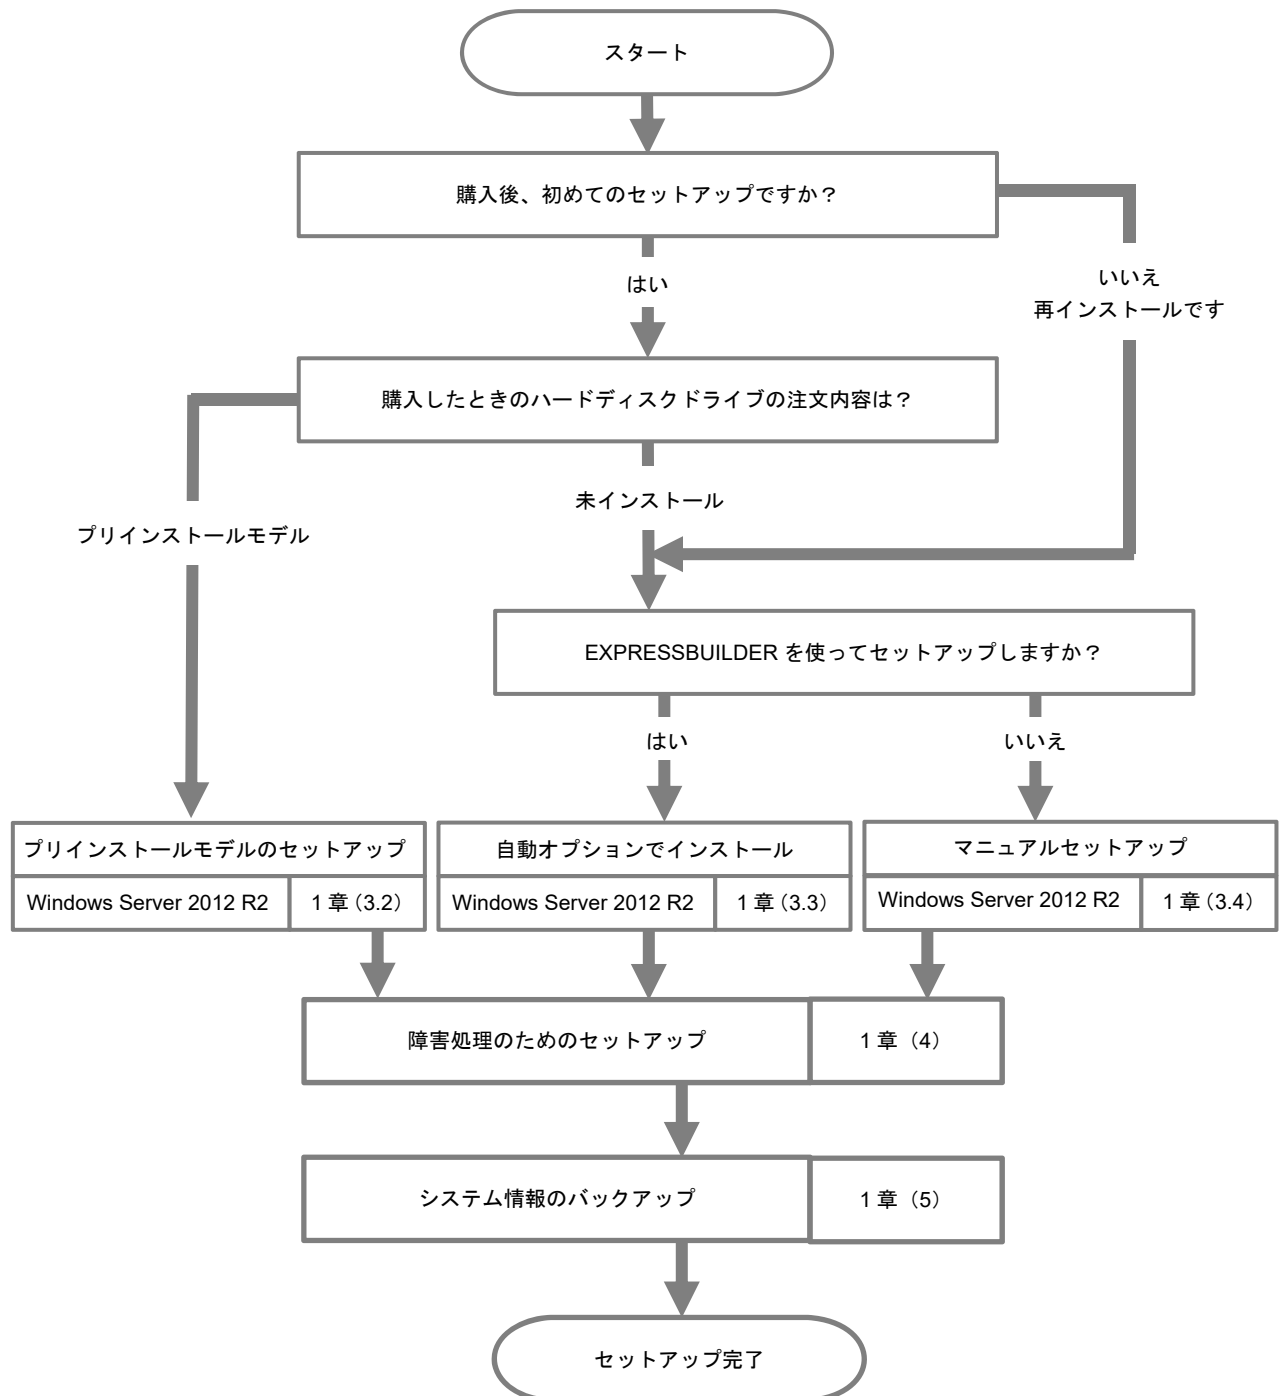 スタート
購入後、初めてのセットアップですか？
はい
いいえ
再インストールです
購入したときのハードディスクドライブの注文内容は？
未インストール
プリインストールモデル
EXPRESSBUILDER を使ってセットアップしますか？
はい
いいえ
プリインストールモデルのセットアップ
Windows Server 2012 R2
1 章（3.2）
自動オプションでインストール
Windows Server 2012 R2
1 章（3.3）
マニュアルセットアップ
Windows Server 2012 R2
1 章（3.4）
障害処理のためのセットアップ
1 章（4）
システム情報のバックアップ
1 章（5）
セットアップ完了